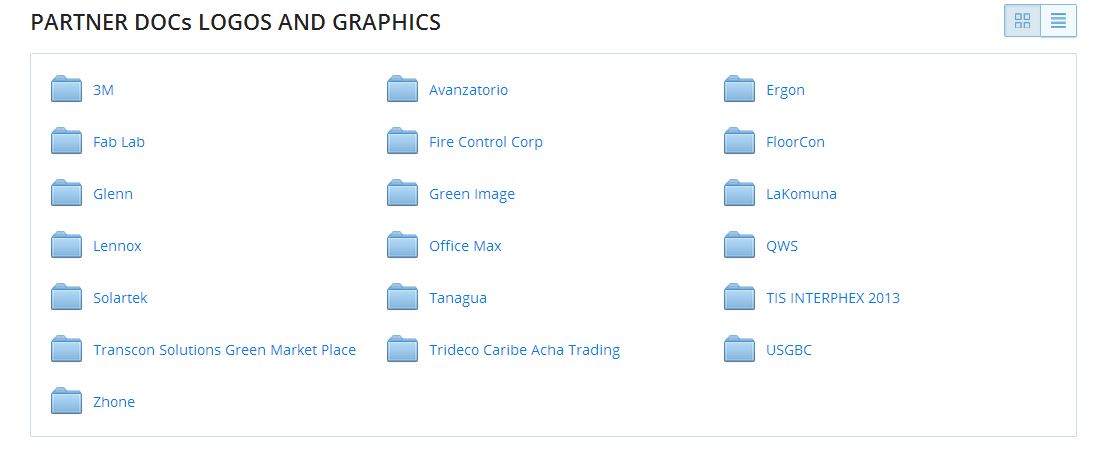 PARTNER DOCs LOGOS AND GRAPHICS
3M
Avanzatorio
Ergon
Fab Lab
Fire Control Corp
FloorCon
Glenn
Green Image
LaKomuna
Lennox
Office Max
QWS
Solartek
Tanagua
TIS INTERPHEX 2013
Transcon Solutions Green Market Place
Trideco Caribe Acha Trading
USGBC
Zhone